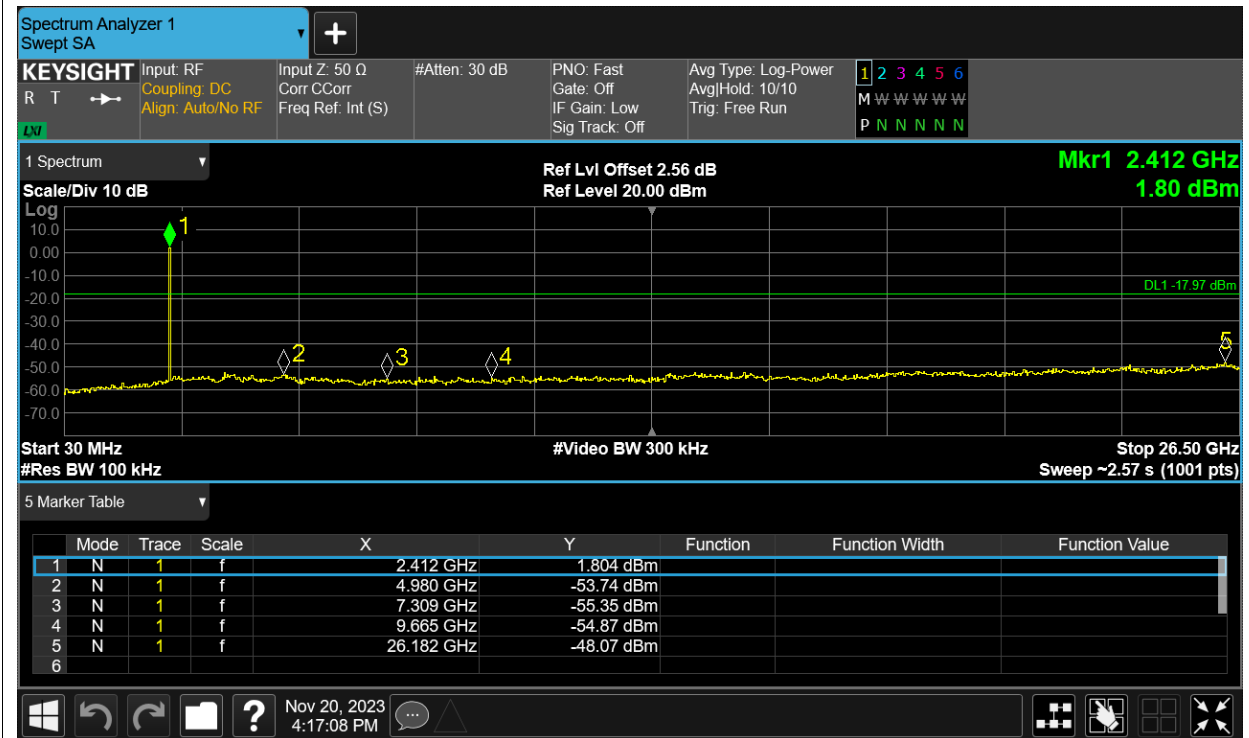 Spectrum Analyzer 1
Swept SA
KEYSIGHT
R T
LXI
Input: RF
Coupling: DC
Align: Auto/No RF
Input Z: 50 Ω
Corr CCorr
Freq Ref: Int (S)
#Atten: 30 dB
PNO: Fast
Gate: Off
IF Gain: Low
Sig Track: Off
Avg Type: Log-Power
Avg|Hold: 10/10
Trig: Free Run
1 2 3 4 5 6
M W W W W W
P N N N N N
1 Spectrum
Scale/Div 10 dB
Ref Lvl Offset 2.56 dB
Ref Level 20.00 dBm
Mkr1 2.412 GHz
1.80 dBm
Log
10.0
0.00
-10.0
-20.0
-30.0
-40.0
-50.0
-60.0
-70.0
1
2
3
4
5
DL1 -17.97 dBm
Start 30 MHz
#Res BW 100 kHz
#Video BW 300 kHz
Stop 26.50 GHz
Sweep ~2.57 s (1001 pts)
5 Marker Table
Mode Trace Scale X Y Function Function Width Function Value
1 N 1 f 2.412 GHz 1.804 dBm
2 N 1 f 4.980 GHz -53.74 dBm
3 N 1 f 7.309 GHz -55.35 dBm
4 N 1 f 9.665 GHz -54.87 dBm
5 N 1 f 26.182 GHz -48.07 dBm
6
?
Nov 20, 2023
4:17:08 PM